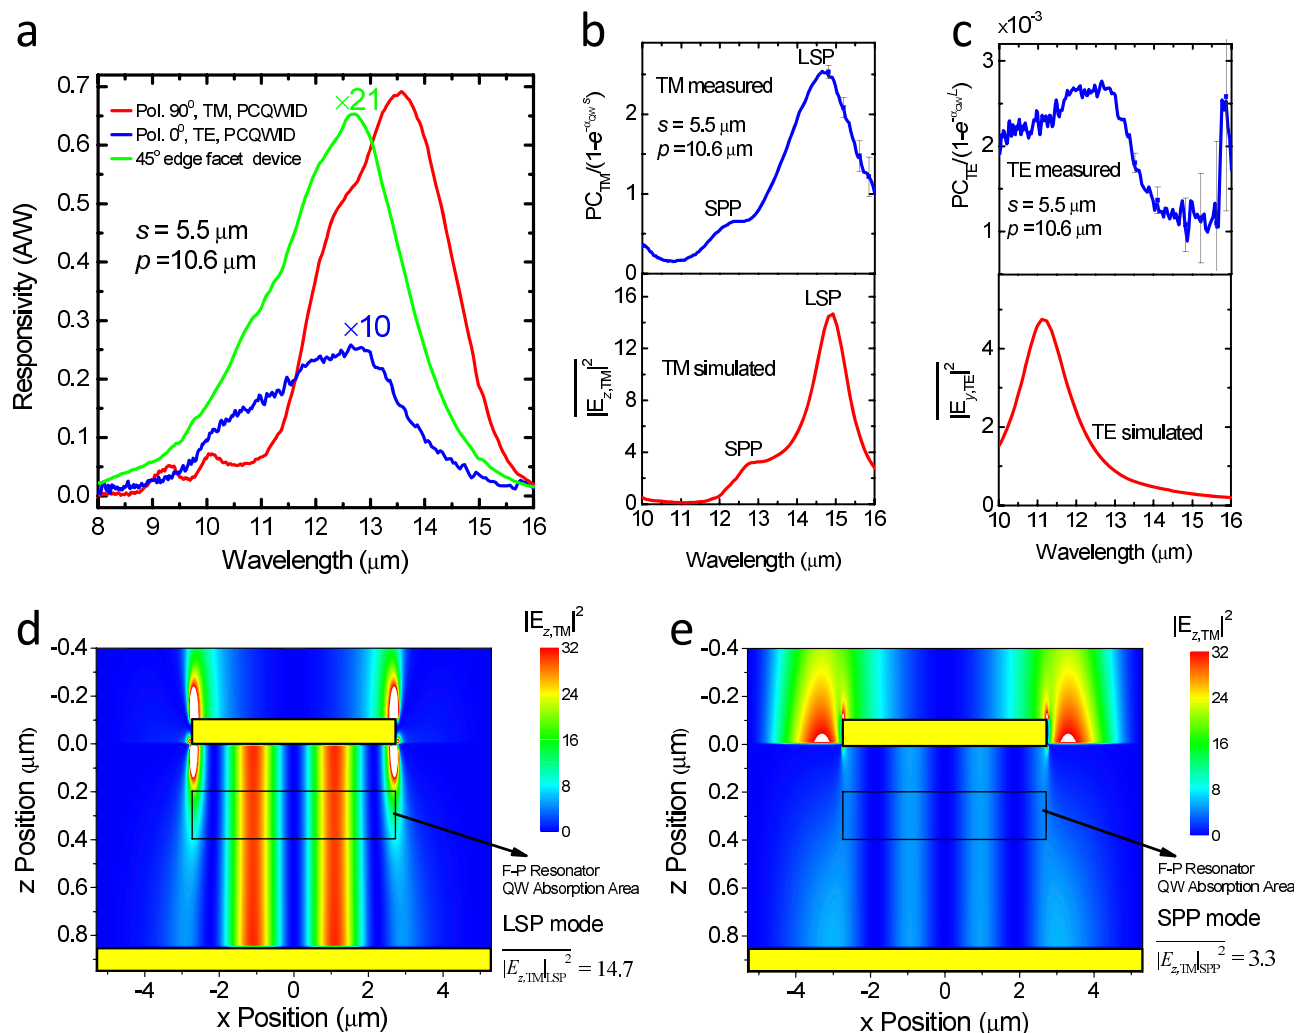 a
Responsivity (A/W)
0.7
0.6
0.5
0.4
0.3
0.2
0.1
0.0
Pol. 90⁰, TM, PCQWID
Pol. 0⁰, TE, PCQWID
45° edge facet device
×21
×10
s = 5.5 μm
p = 10.6 μm
8 9 10 11 12 13 14 15 16
Wavelength (μm)
b
PC_TM/(1-e^{-α_QW s})
2
1
0
TM measured
s = 5.5 μm
p = 10.6 μm
SPP
LSP
|E_{z,TM}|²
16
12
8
4
0
TM simulated
SPP
LSP
10 11 12 13 14 15 16
Wavelength (μm)
c
×10⁻³
PC_TE/(1-e^{-α_QW L})
3
2
1
TE measured
s = 5.5 μm
p = 10.6 μm
|E_{y,TE}|²
4
2
0
TE simulated
10 11 12 13 14 15 16
Wavelength (μm)
d
|E_{z,TM}|²
32
24
16
8
0
z Position (μm)
-0.4
-0.2
0.0
0.2
0.4
0.6
0.8
F-P Resonator
QW Absorption Area
LSP mode
|E_{z,TM}|_{LSP}² = 14.7
-4 -2 0 2 4
x Position (μm)
e
|E_{z,TM}|²
32
24
16
8
0
z Position (μm)
-0.4
-0.2
0.0
0.2
0.4
0.6
0.8
F-P Resonator
QW Absorption Area
SPP mode
|E_{z,TM}|_{SPP}² = 3.3
-4 -2 0 2 4
x Position (μm)